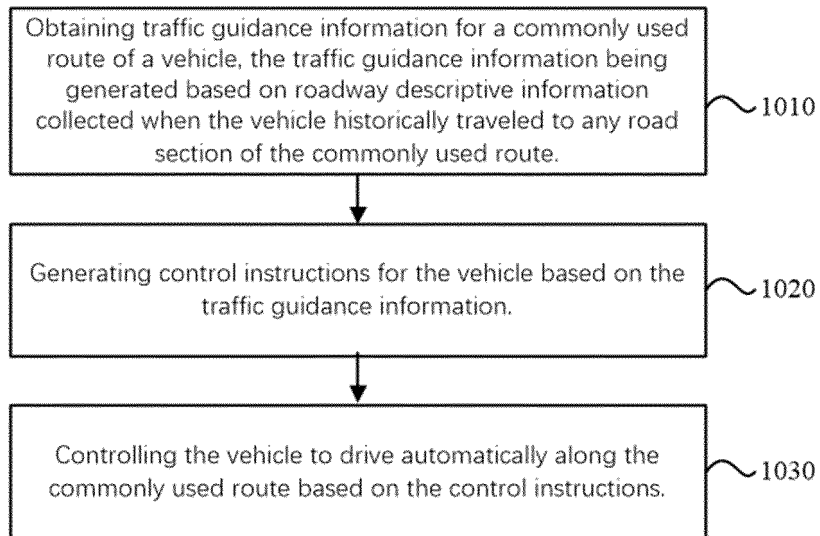 Obtaining traffic guidance information for a commonly used
route of a vehicle, the traffic guidance information being
generated based on roadway descriptive information
collected when the vehicle historically traveled to any road
section of the commonly used route.
1010
Generating control instructions for the vehicle based on the
traffic guidance information.
1020
Controlling the vehicle to drive automatically along the
commonly used route based on the control instructions.
1030